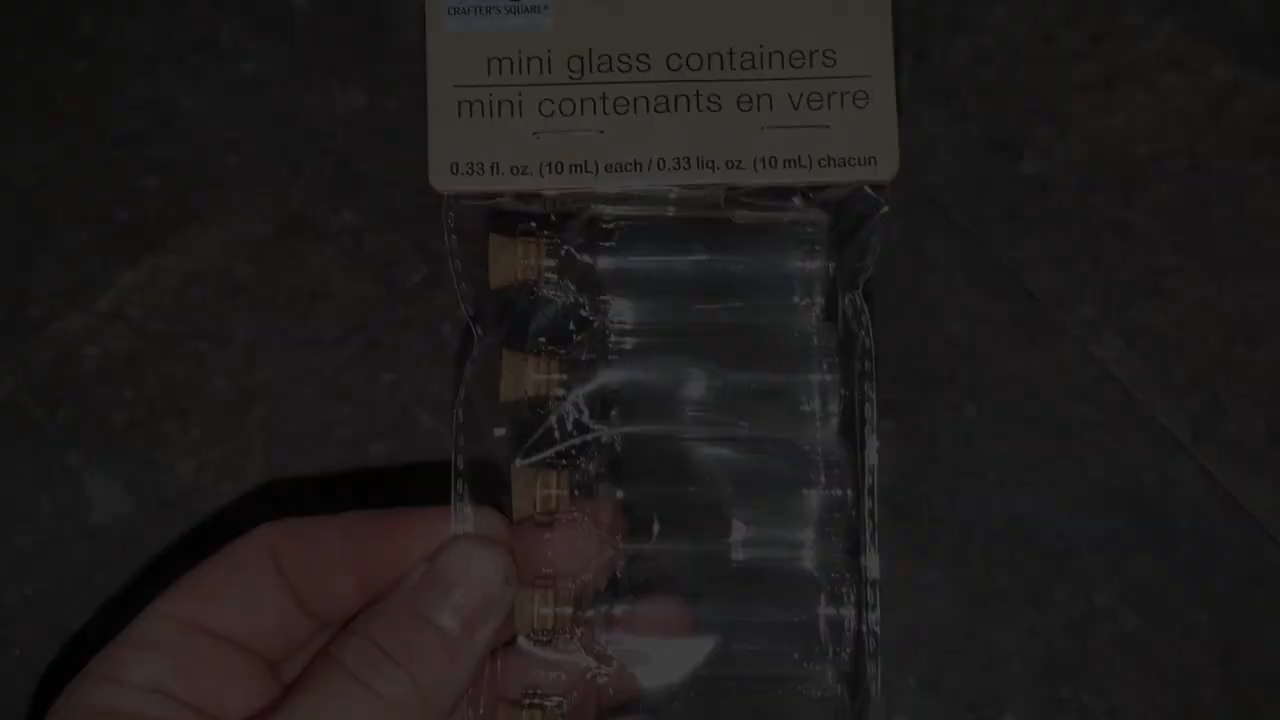 CRAFTER'S SQUARE®
mini glass containers
mini contenants en verre
0.33 fl. oz. (10 mL) each / 0.33 liq. oz. (10 mL) chacun